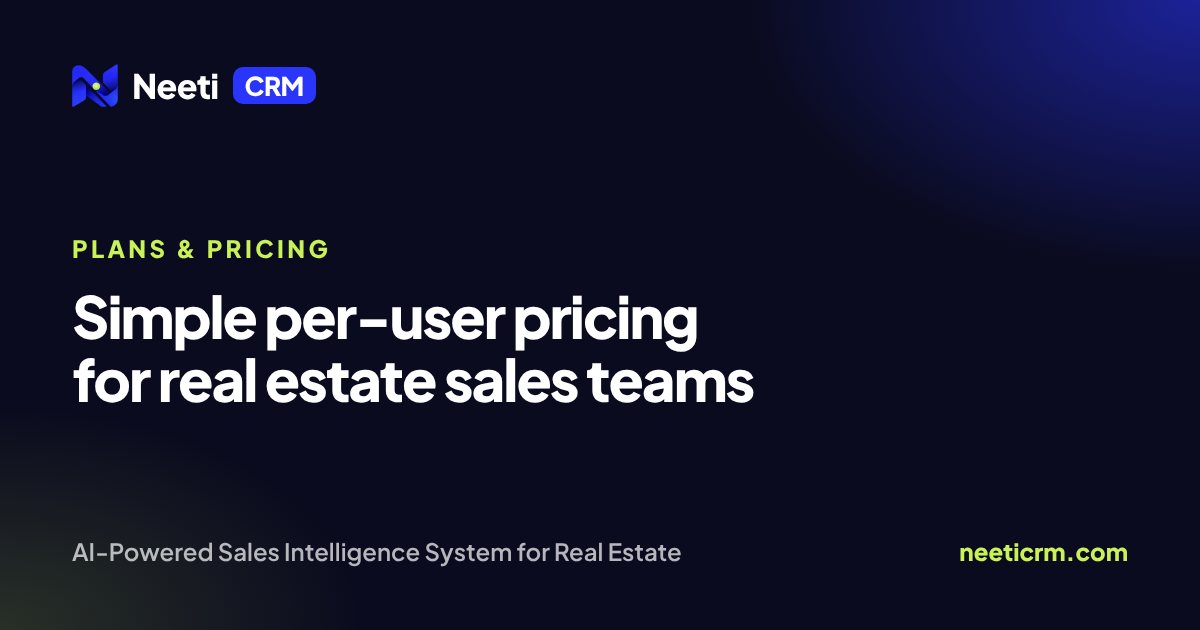 Neeti CRM
PLANS & PRICING
Simple per-user pricing
for real estate sales teams
AI-Powered Sales Intelligence System for Real Estate
neeticrm.com